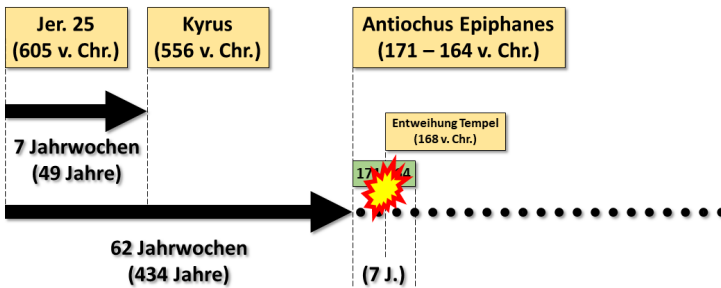 Jer. 25
(605 v. Chr.)
Kyrus
(556 v. Chr.)
Antiochus Epiphanes
(171 – 164 v. Chr.)
Entweihung Tempel
(168 v. Chr.)
7 Jahrwochen
(49 Jahre)
62 Jahrwochen
(434 Jahre)
(7 J.)